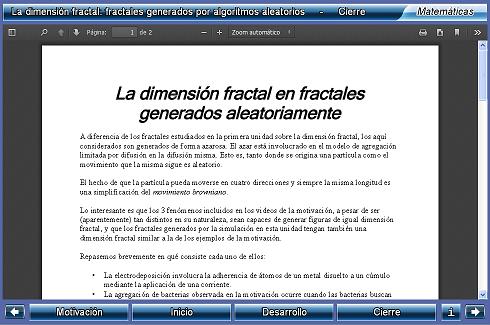 La dimensión fractal: fractales generados por algoritmos aleatorios - Cierre
Matemáticas
Página: 1 de 2
Zoom automático
La dimensión fractal en fractales
generados aleatoriamente
A diferencia de los fractales estudiados en la primera unidad sobre la dimensión fractal, los aquí
considerados son generados de forma azarosa. El azar está involucrado en el modelo de agregación
limitada por difusión en la difusión misma. Esto es, tanto donde se origina una partícula como el
movimiento que la misma sigue es aleatorio.
El hecho de que la partícula pueda moverse en cuatro direcciones y siempre la misma longitud es
una simplificación del movimiento browniano.
Lo interesante es que los 3 fenómenos incluidos en los videos de la motivación, a pesar de ser
(aparentemente) tan distintos en su naturaleza, sean capaces de generar figuras de igual dimensión
fractal, y que los fractales generados por la simulación en esta unidad tengan también una
dimensión fractal similar a la de los ejemplos de la motivación.
Repasemos brevemente en qué consiste cada uno de ellos:
• La electrodeposición involucra la adherencia de átomos de un metal disuelto a un cúmulo
mediante la aplicación de una corriente.
• La agregación de bacterias observada en la motivación ocurre cuando las bacterias buscan
Motivación Inicio Desarrollo Cierre i